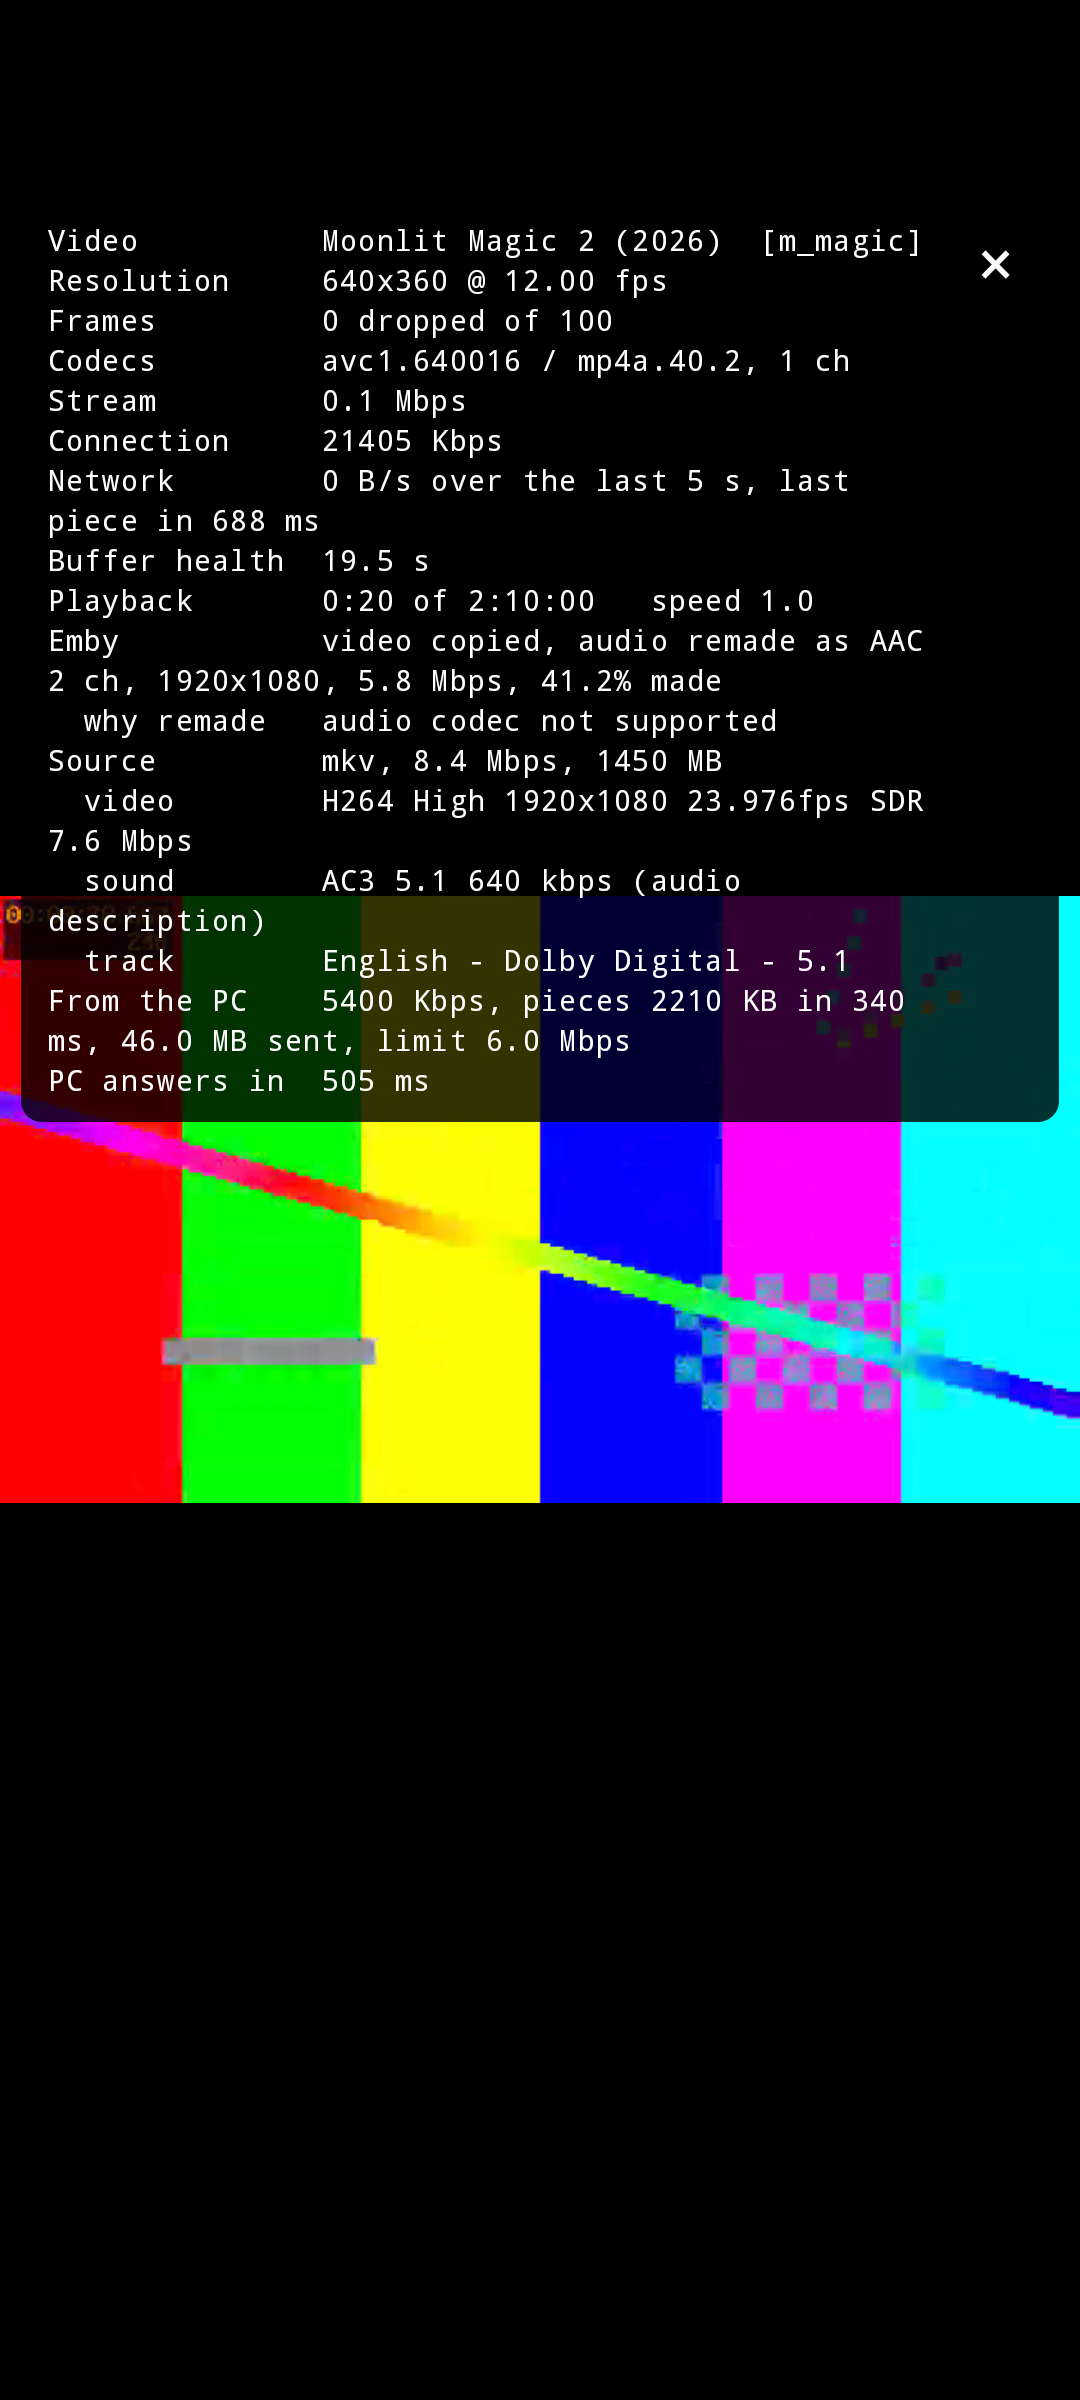 Video Moonlit Magic 2 (2026) [m_magic]
Resolution 640x360 @ 12.00 fps
Frames 0 dropped of 100
Codecs avc1.640016 / mp4a.40.2, 1 ch
Stream 0.1 Mbps
Connection 21405 Kbps
Network 0 B/s over the last 5 s, last
piece in 688 ms
Buffer health 19.5 s
Playback 0:20 of 2:10:00 speed 1.0
Emby video copied, audio remade as AAC
2 ch, 1920x1080, 5.8 Mbps, 41.2% made
why remade audio codec not supported
Source mkv, 8.4 Mbps, 1450 MB
video H264 High 1920x1080 23.976fps SDR
7.6 Mbps
sound AC3 5.1 640 kbps (audio
description)
track English - Dolby Digital - 5.1
From the PC 5400 Kbps, pieces 2210 KB in 340
ms, 46.0 MB sent, limit 6.0 Mbps
PC answers in 505 ms